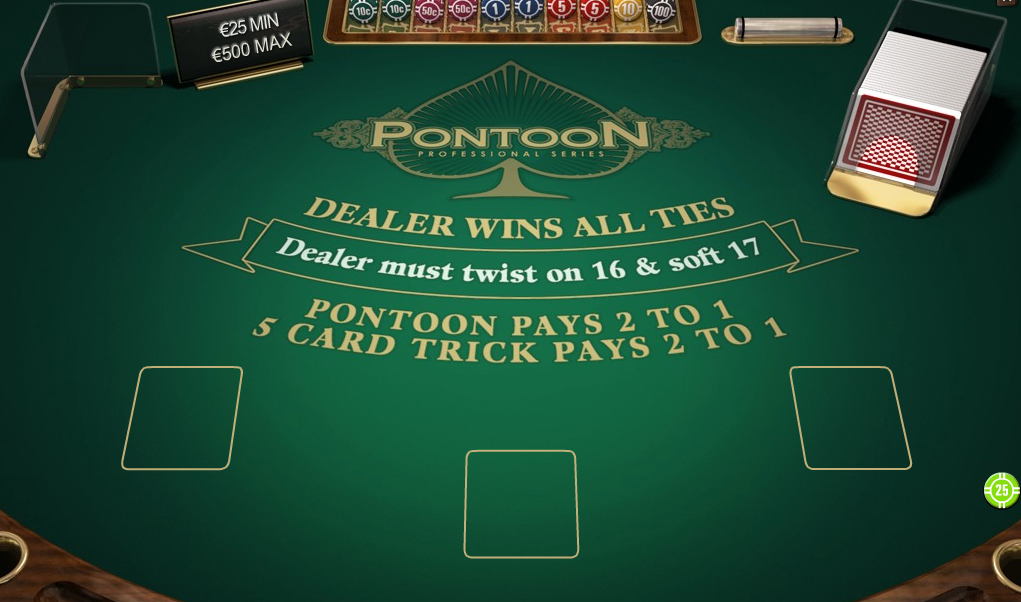 €25 MIN
€500 MAX
10c 10c 50c 50c 1 1 5 5 10 100
PONTOON
PROFESSIONAL SERIES
DEALER WINS ALL TIES
Dealer must twist on 16 & soft 17
PONTOON PAYS 2 TO 1
5 CARD TRICK PAYS 2 TO 1
25